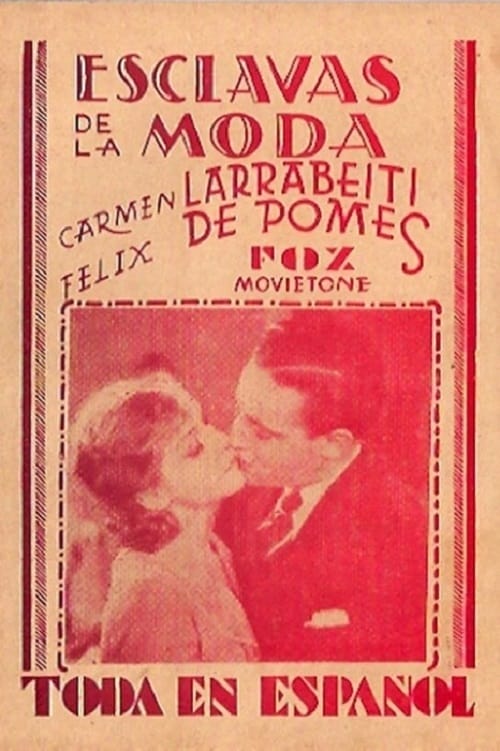 ESCLAVAS
DE LA MODA
CARMEN LARRABEITI
FELIX DE POMES
FOX
MOVIETONE
TODA EN ESPAÑOL